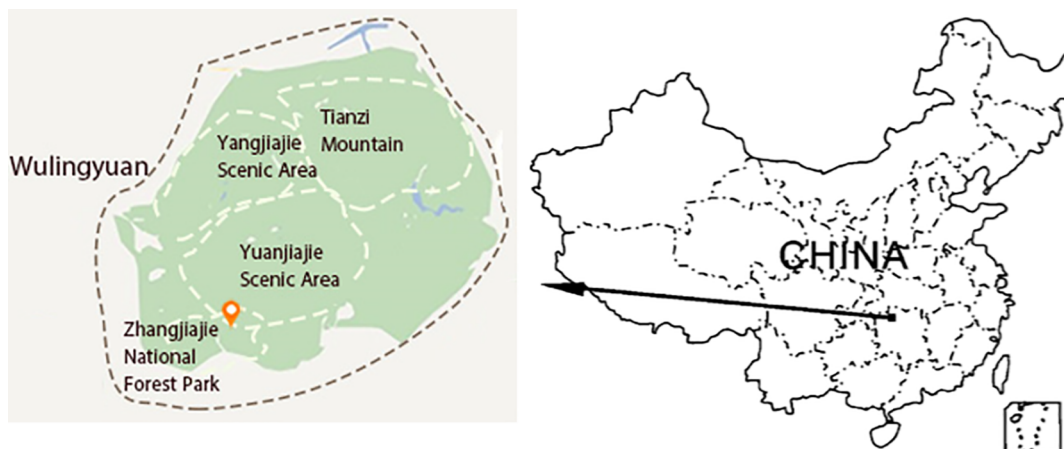 Tianzi
Mountain
Yangjiajie
Scenic Area
Wulingyuan
Yuanjiajie
Scenic Area
Zhangjiajie
National
Forest Park
CHINA